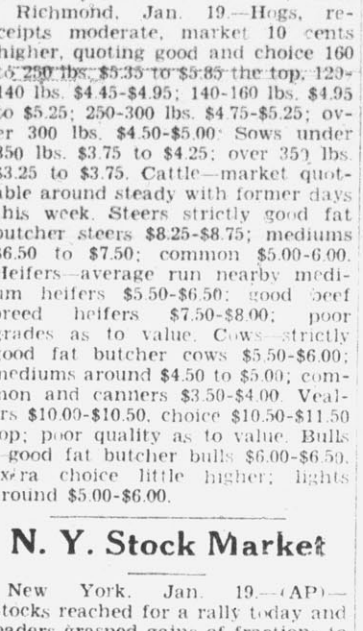 Richmond, Jan. 19.—Hogs, re-
ceipts moderate, market 10 cents
higher, quoting good and choice 160
to 250 lbs. $5.35 to $5.85 the top, 120-
140 lbs. $4.45-$4.95; 140-160 lbs. $4.95
to $5.25; 250-300 lbs. $4.75-$5.25; ov-
er 300 lbs. $4.50-$5.00. Sows under
350 lbs. $3.75 to $4.25; over 350 lbs.
$3.25 to $3.75. Cattle—market quot-
able around steady with former days
this week. Steers strictly good fat
butcher steers $8.25-$8.75; mediums
$6.50 to $7.50; common $5.00-6.00.
Heifers—average run nearby medi-
um heifers $5.50-$6.50; good beef
breed heifers $7.50-$8.00; poor
grades as to value. Cows—strictly
good fat butcher cows $5.50-$6.00;
mediums around $4.50 to $5.00; com-
mon and canners $3.50-$4.00. Veal-
ers $10.00-$10.50, choice $10.50-$11.50
top; poor quality as to value. Bulls
—good fat butcher bulls $6.00-$6.50.
extra choice little higher; lights
around $5.00-$6.00.
N. Y. Stock Market
New York, Jan. 19.—(AP)—
Stocks reached for a rally today and
leaders grasped gains of fraction to